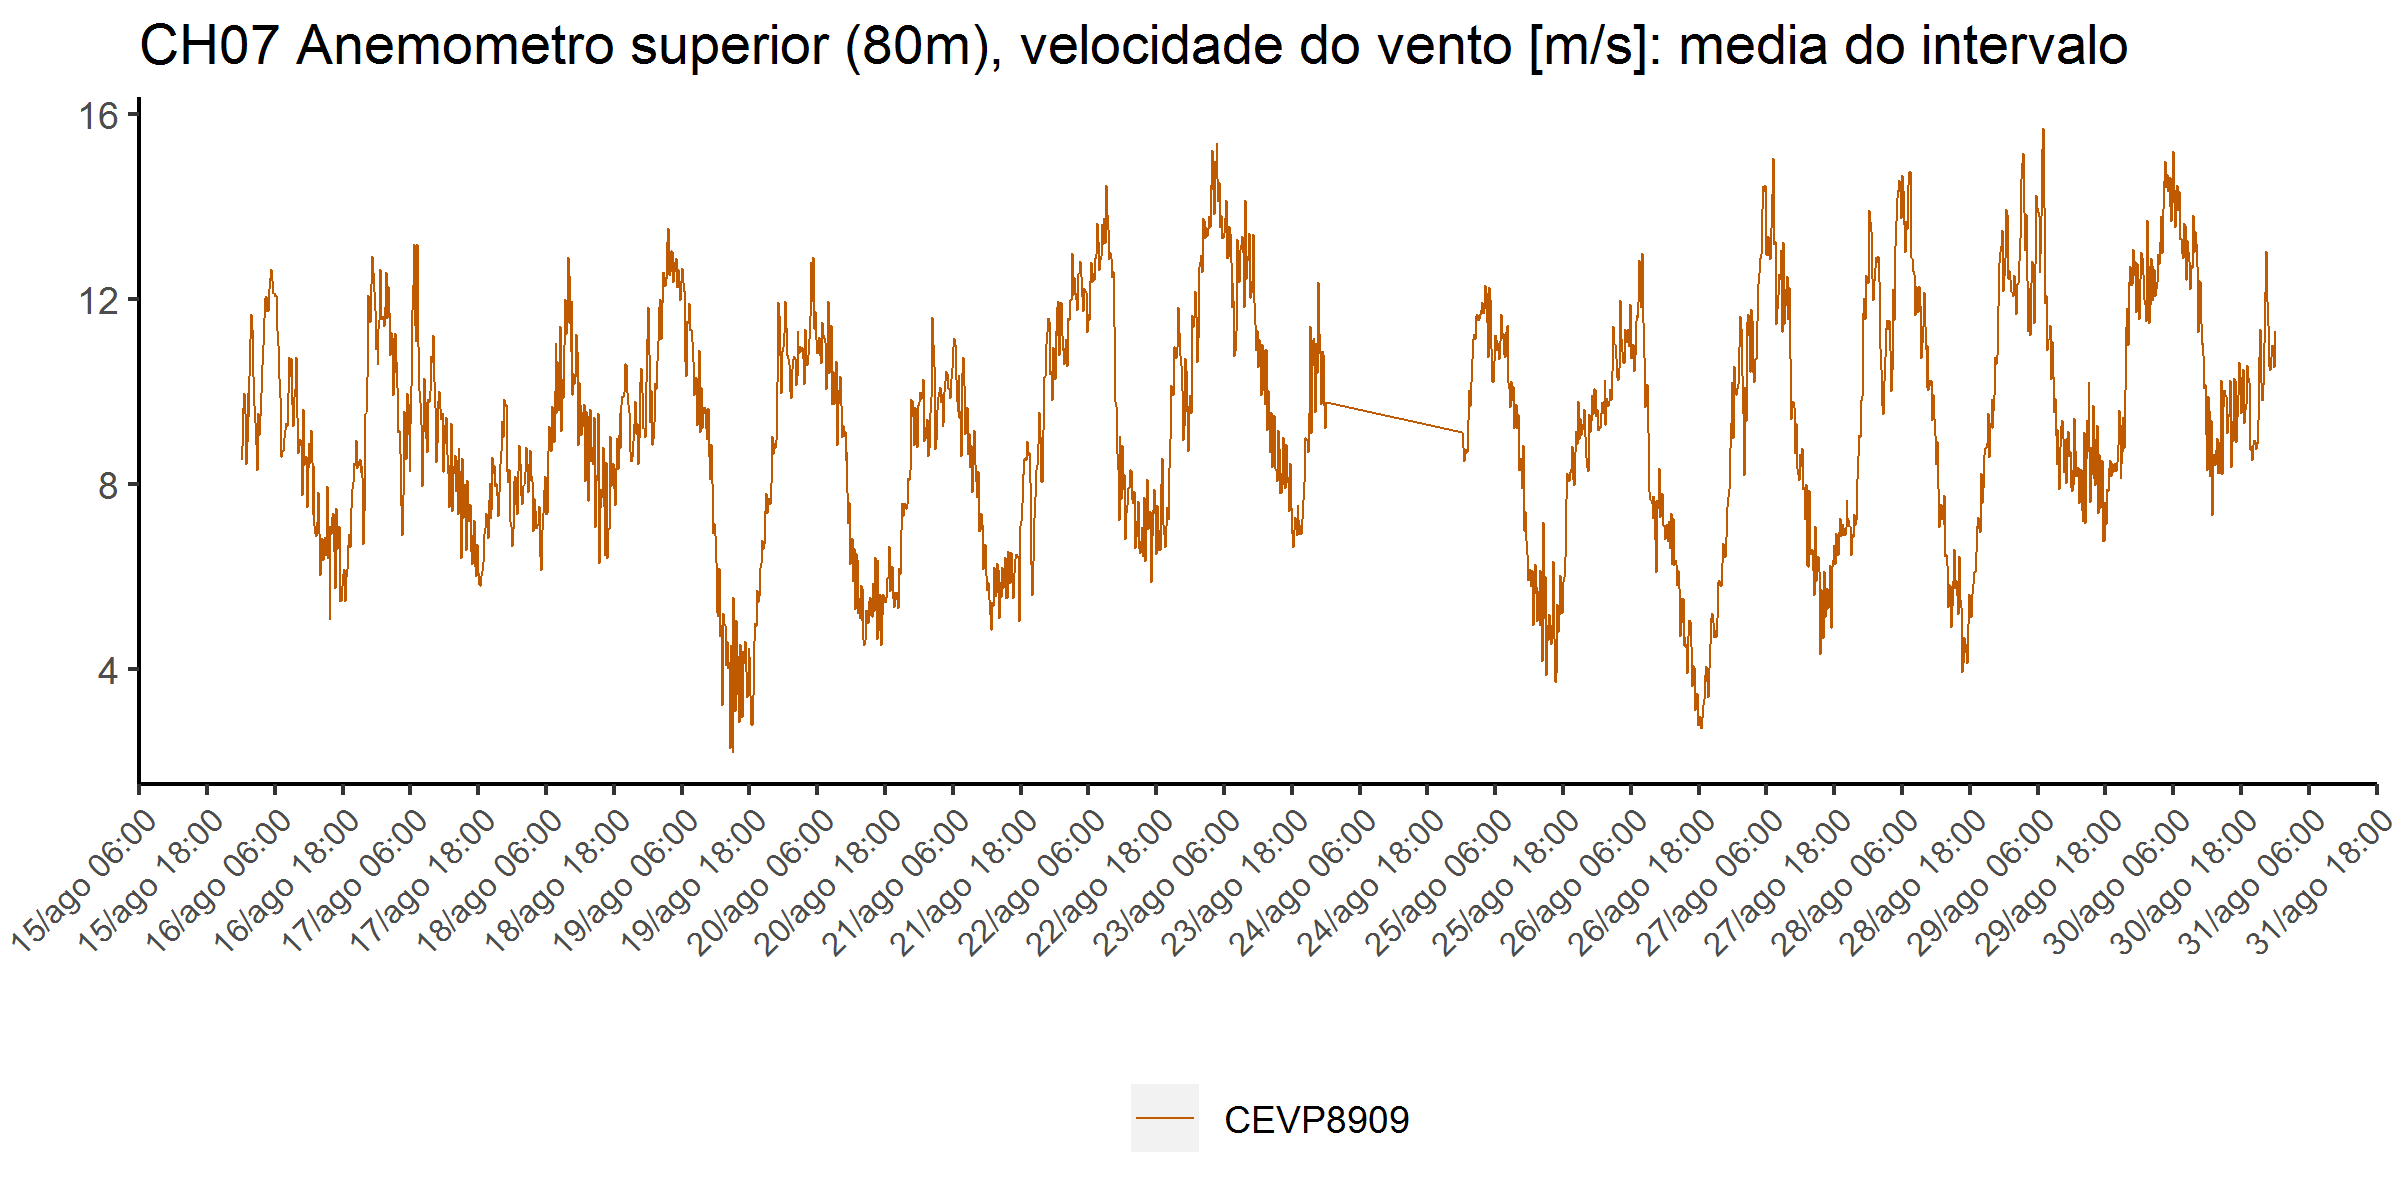 CH07 Anemometro superior (80m), velocidade do vento [m/s]: media do intervalo
16
12
8
4
15/ago 06:00
15/ago 18:00
16/ago 06:00
16/ago 18:00
17/ago 06:00
17/ago 18:00
18/ago 06:00
18/ago 18:00
19/ago 06:00
19/ago 18:00
20/ago 06:00
20/ago 18:00
21/ago 06:00
21/ago 18:00
22/ago 06:00
22/ago 18:00
23/ago 06:00
23/ago 18:00
24/ago 06:00
24/ago 18:00
25/ago 06:00
25/ago 18:00
26/ago 06:00
26/ago 18:00
27/ago 06:00
27/ago 18:00
28/ago 06:00
28/ago 18:00
29/ago 06:00
29/ago 18:00
30/ago 06:00
30/ago 18:00
31/ago 06:00
31/ago 18:00
CEVP8909